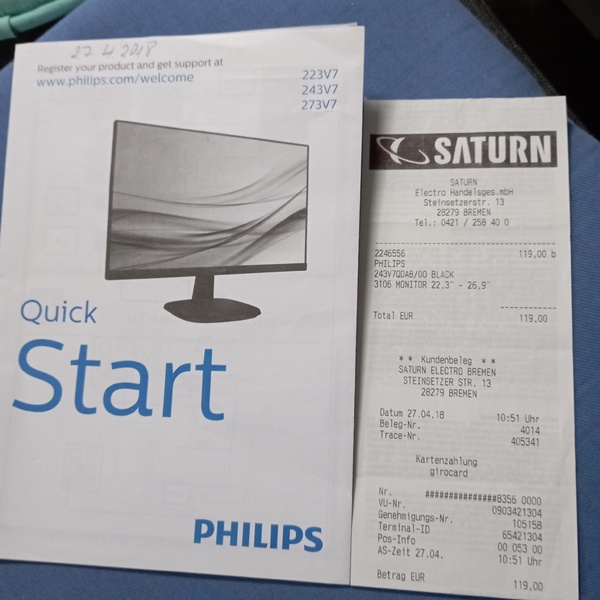 27.4.2018
Register your product and get support at
www.philips.com/welcome
223V7
243V7
273V7
Quick
Start
PHILIPS
SATURN
SATURN
Electro Handelsges.mbH
Steinsetzerstr. 13
28279 BREMEN
Tel.: 0421 / 258 40 0
2246556 119,00 b
PHILIPS
243V7QDAB/00 BLACK
3106 MONITOR 22,3" - 26,9"
Total EUR 119,00
* * Kundenbeleg * *
SATURN ELECTRO BREMEN
STEINSETZER STR. 13
28279 BREMEN
Datum 27.04.18 10:51 Uhr
Beleg-Nr. 4014
Trace-Nr. 405341
Kartenzahlung
girocard
Nr. ###############8356 0000
VU-Nr. 0903421304
Genehmigungs-Nr. 105158
Terminal-ID 65421304
Pos-Info 00 053 00
AS-Zeit 27.04. 10:51 Uhr
Betrag EUR 119,00